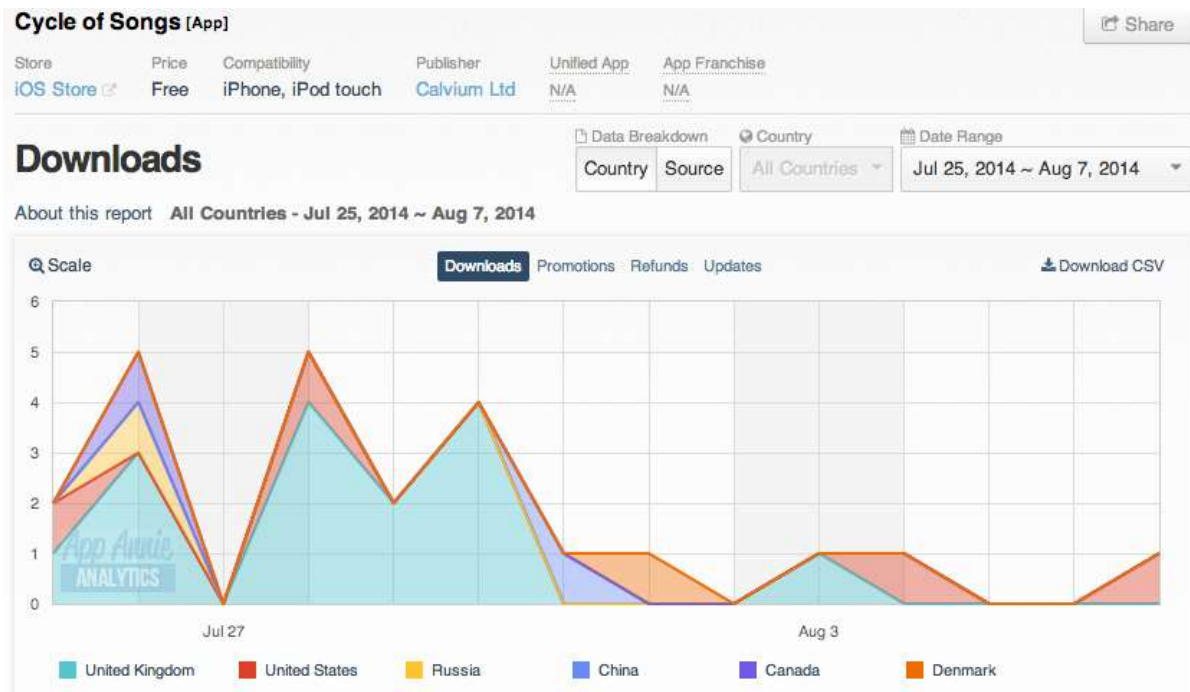 Cycle of Songs [App]
Share
Store Price Compatibility Publisher Unified App App Franchise
iOS Store Free iPhone, iPod touch Calvium Ltd N/A N/A
Data Breakdown Country Date Range
Downloads Country Source All Countries Jul 25, 2014 ~ Aug 7, 2014
About this report All Countries - Jul 25, 2014 ~ Aug 7, 2014
Scale Downloads Promotions Refunds Updates Download CSV
6
5
4
3
2
1
App Annie
ANALYTICS
0
Jul 27 Aug 3
United Kingdom United States Russia China Canada Denmark